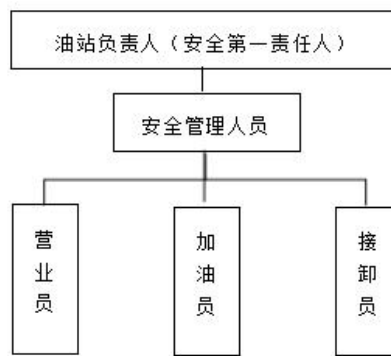 油站负责人（安全第一责任人）
安全管理人员
营业员
加油员
接卸员